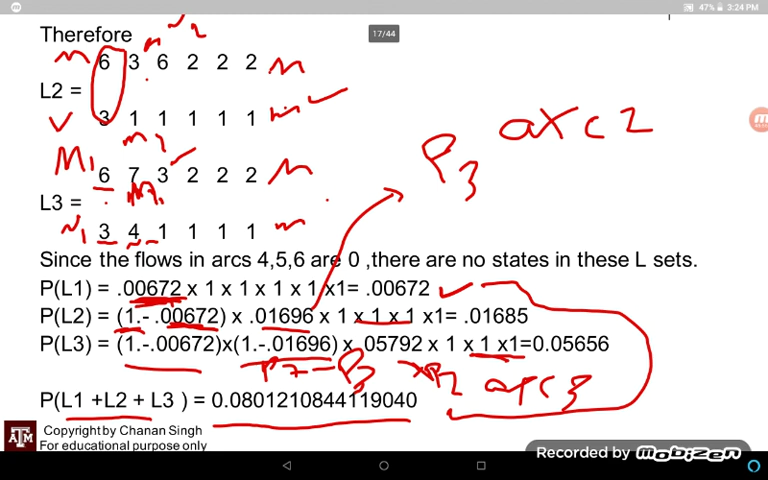 47% 3:24 PM
Therefore
17/44
M 6 3 6 2 2 2 M
L2 =
3 1 1 1 1 1
arc 2
P3
M1 6 7 3 2 2 2 M
L3 =
3 4 1 1 1 1 m
Since the flows in arcs 4,5,6 are 0 ,there are no states in these L sets.
P(L1) = .00672 x 1 x 1 x 1 x 1 x1= .00672
P(L2) = (1.- .00672) x .01696 x 1 x 1 x 1 x1= .01685
P(L3) = (1.-.00672)x(1.-.01696) x .05792 x 1 x 1 x1=0.05656
P7 = P3 arc 3
P(L1 +L2 + L3 ) = 0.0801210844119040
ĀM Copyright by Chanan Singh
For educational purpose only
Recorded by Mobizen